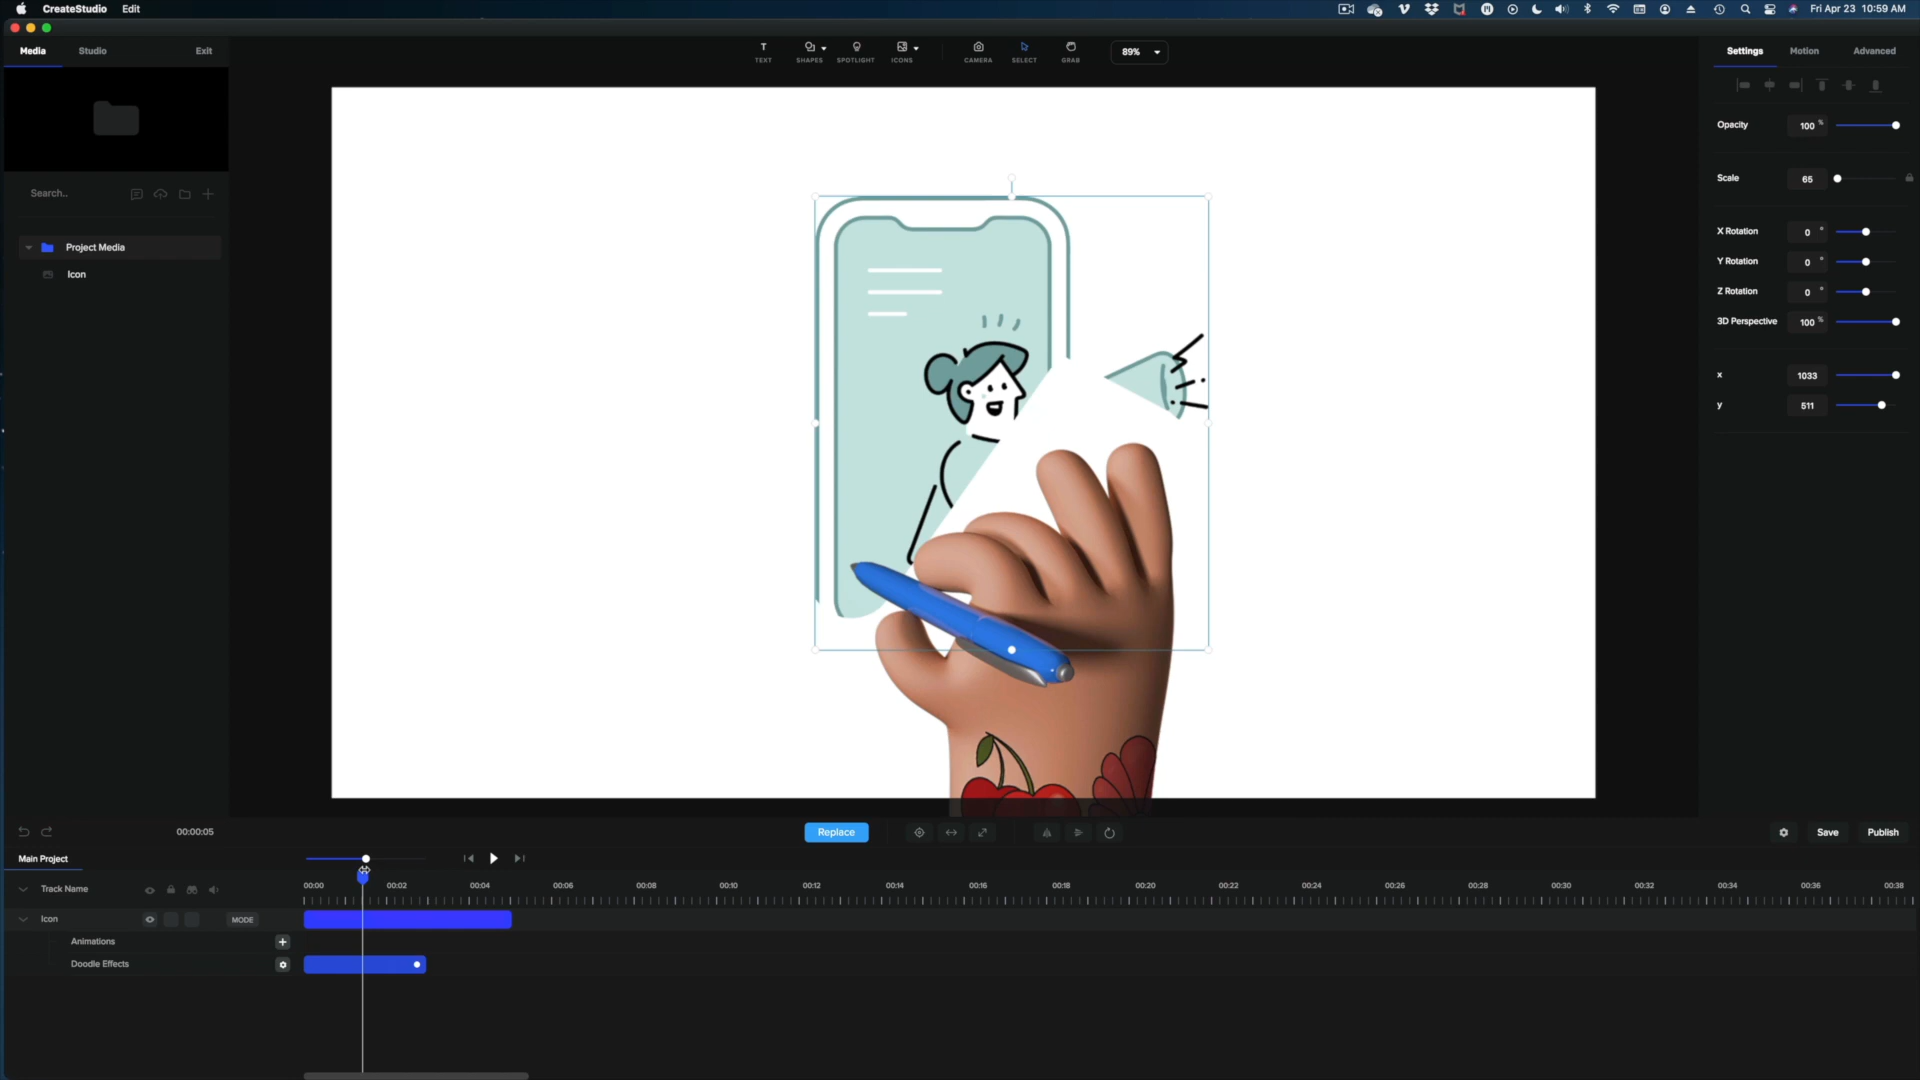 CreateStudio Edit
Fri Apr 23 10:59 AM
Media Studio Exit
TEXT SHAPES SPOTLIGHT ICONS CAMERA SELECT GRAB 89%
Settings Motion Advanced
Opacity 100 %
Search..
Scale 65
X Rotation 0 °
Project Media
Y Rotation 0 °
Icon
Z Rotation 0 °
3D Perspective 100 %
x 1033
y 511
00:00:05 Replace Save Publish
Main Project
Track Name 00:00 00:02 00:04 00:06 00:08 00:10 00:12 00:14 00:16 00:18 00:20 00:22 00:24 00:26 00:28 00:30 00:32 00:34 00:36 00:38
Icon MODE
Animations
Doodle Effects